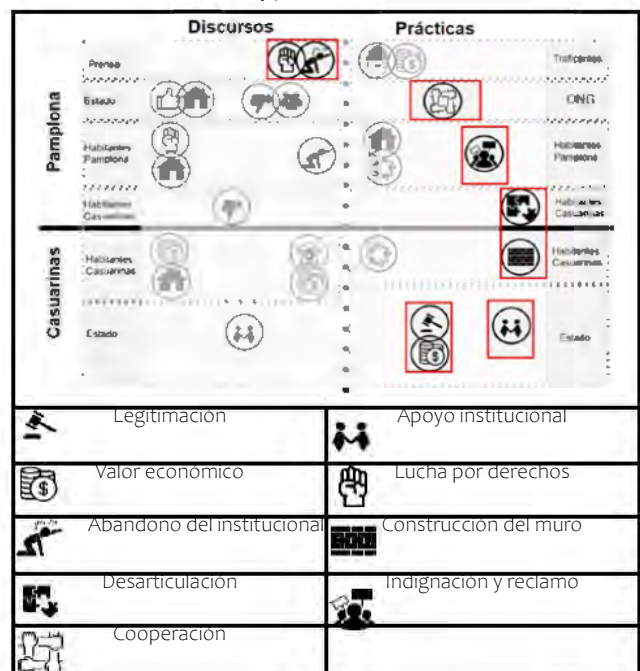 Discursos Prácticas
Prensa Traficantes
Estado ONG
Pamplona
Habitantes Pamplona Habitantes Pamplona
Habitantes Casuarinas Habitantes Casuarinas
Casuarinas
Habitantes Casuarinas Habitantes Casuarinas
Estado Estado
Legitimación Apoyo institucional
Valor económico Lucha por derechos
Abandono del institucional Construcción del muro
Desarticulación Indignación y reclamo
Cooperación